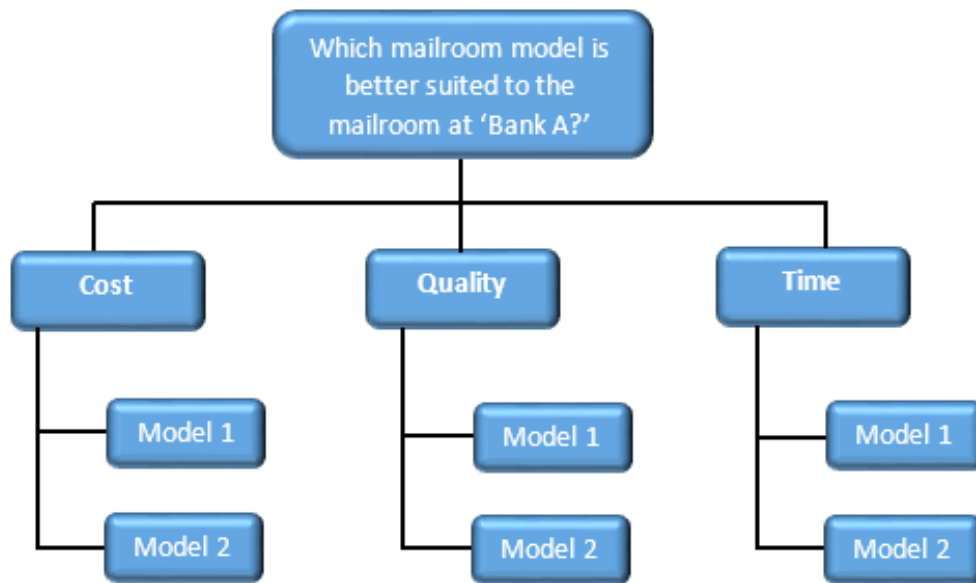 Which mailroom model is
better suited to the
mailroom at ‘Bank A?’
Cost
Quality
Time
Model 1
Model 1
Model 1
Model 2
Model 2
Model 2